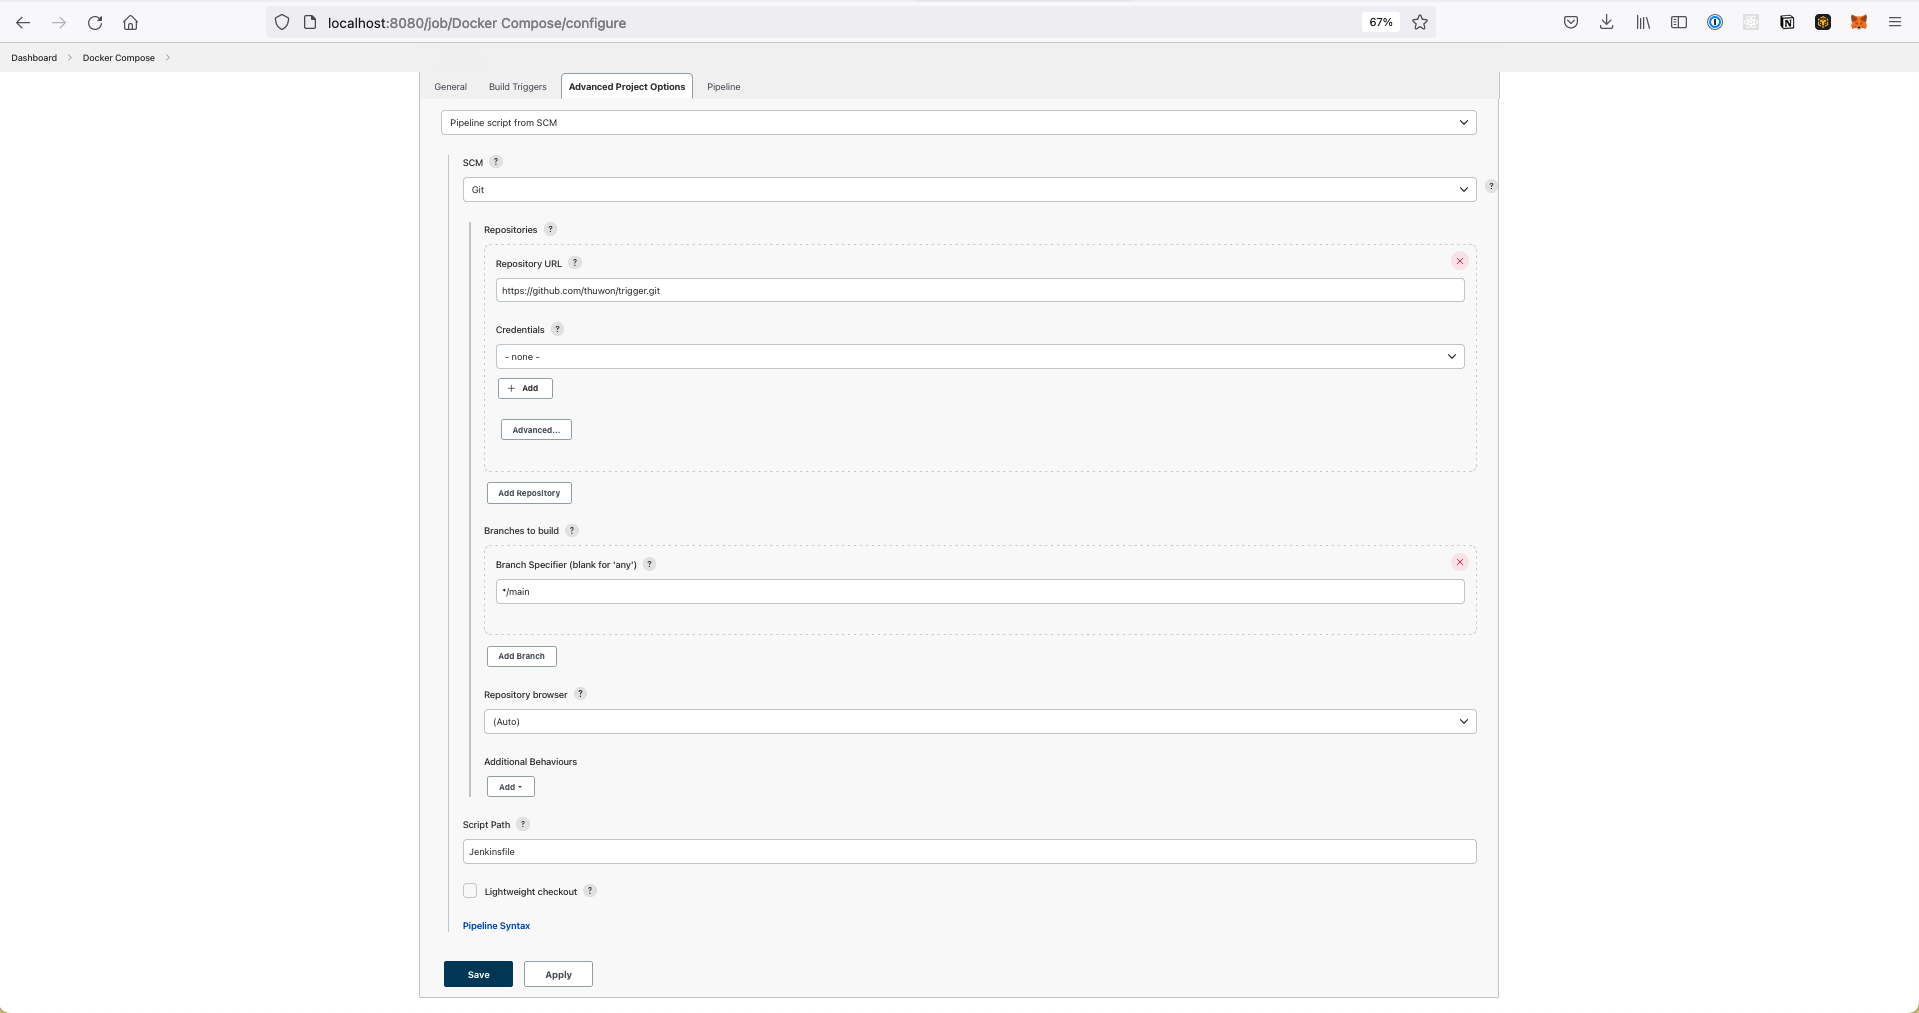 localhost:8080/job/Docker Compose/configure
67%
Dashboard
Docker Compose
General
Build Triggers
Advanced Project Options
Pipeline
Pipeline script from SCM
SCM ?
Git
?
Repositories ?
Repository URL ?
https://github.com/thuwon/trigger.git
Credentials ?
- none -
+ Add
Advanced...
Add Repository
Branches to build ?
Branch Specifier (blank for 'any') ?
*/main
Add Branch
Repository browser ?
(Auto)
Additional Behaviours
Add
Script Path ?
Jenkinsfile
Lightweight checkout ?
Pipeline Syntax
Save
Apply